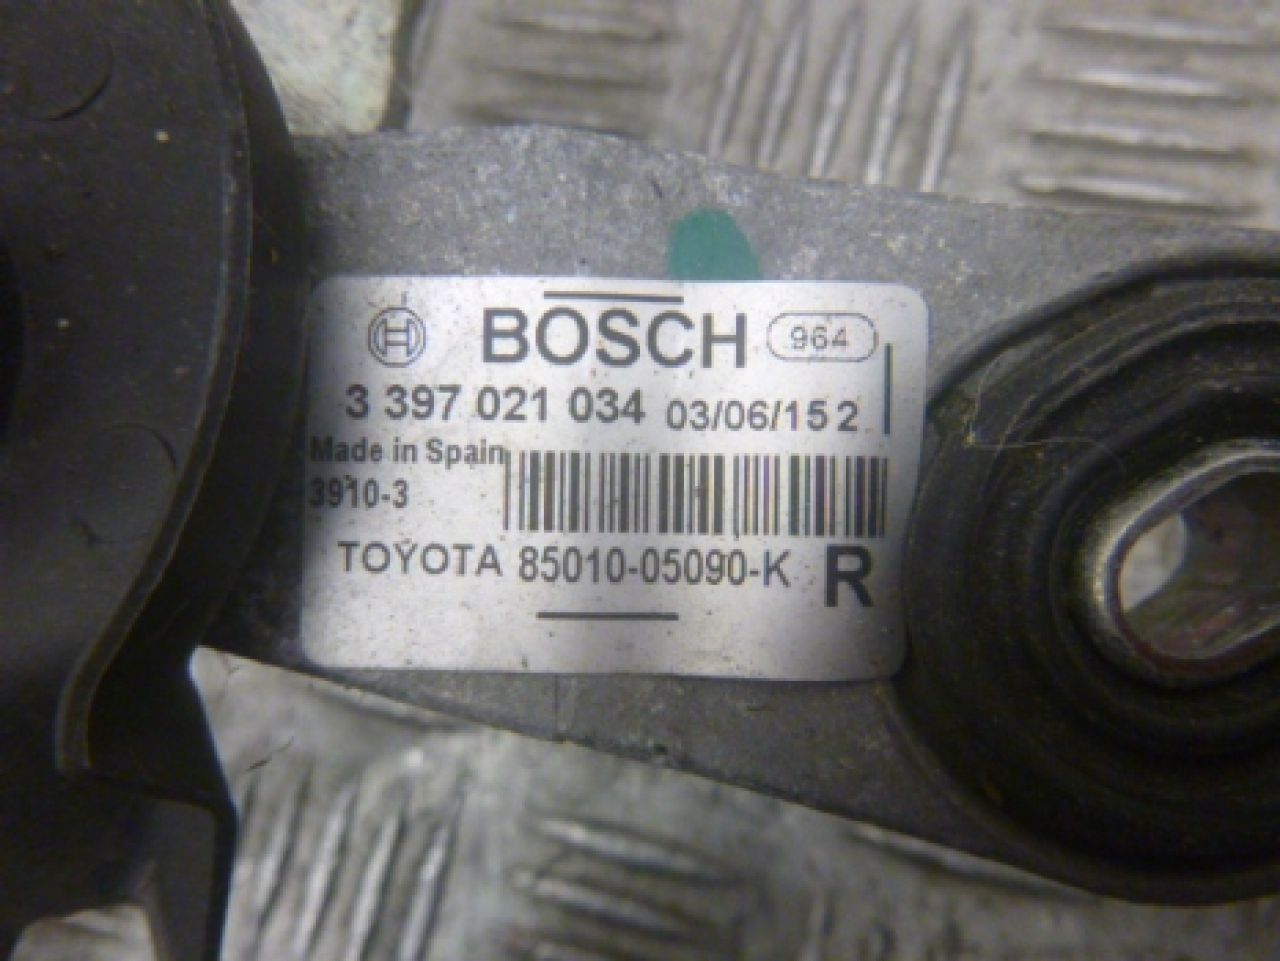 BOSCH 964
3 397 021 034 03/06/15 2
Made in Spain
3910-3
TOYOTA 85010-05090-K R